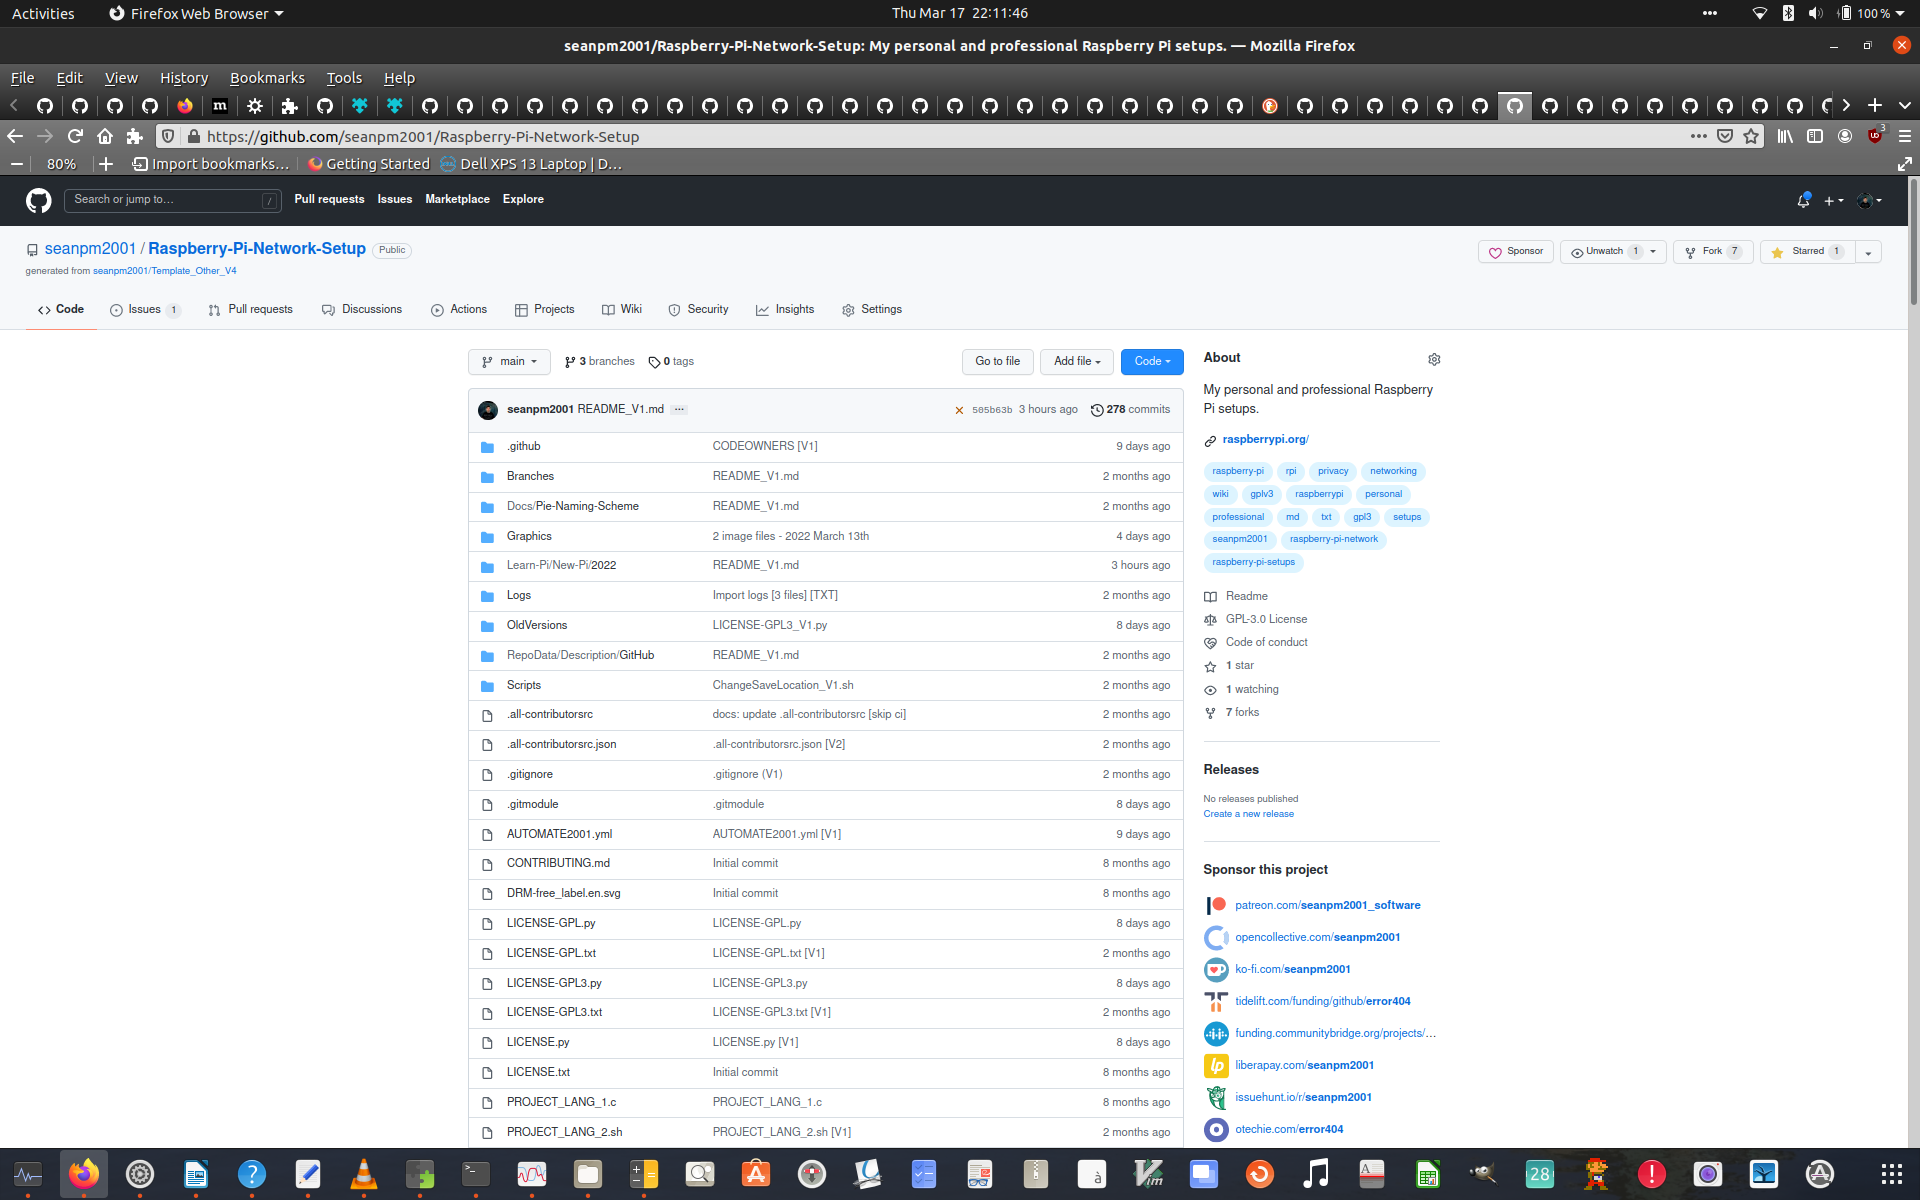 Activities Firefox Web Browser Thu Mar 17 22:11:46 100 %
seanpm2001/Raspberry-Pi-Network-Setup: My personal and professional Raspberry Pi setups. — Mozilla Firefox
File Edit View History Bookmarks Tools Help
https://github.com/seanpm2001/Raspberry-Pi-Network-Setup 3
80% Import bookmarks… Getting Started Dell XPS 13 Laptop | D…
Search or jump to… / Pull requests Issues Marketplace Explore
seanpm2001 / Raspberry-Pi-Network-Setup Public Sponsor Unwatch 1 Fork 7 Starred 1
generated from seanpm2001/Template_Other_V4
Code Issues 1 Pull requests Discussions Actions Projects Wiki Security Insights Settings
main 3 branches 0 tags Go to file Add file Code
seanpm2001 README_V1.md ... 505b63b 3 hours ago 278 commits
.github CODEOWNERS [V1] 9 days ago
Branches README_V1.md 2 months ago
Docs/Pie-Naming-Scheme README_V1.md 2 months ago
Graphics 2 image files - 2022 March 13th 4 days ago
Learn-Pi/New-Pi/2022 README_V1.md 3 hours ago
Logs Import logs [3 files] [TXT] 2 months ago
OldVersions LICENSE-GPL3_V1.py 8 days ago
RepoData/Description/GitHub README_V1.md 2 months ago
Scripts ChangeSaveLocation_V1.sh 2 months ago
.all-contributorsrc docs: update .all-contributorsrc [skip ci] 2 months ago
.all-contributorsrc.json .all-contributorsrc.json [V2] 2 months ago
.gitignore .gitignore (V1) 2 months ago
.gitmodule .gitmodule 8 days ago
AUTOMATE2001.yml AUTOMATE2001.yml [V1] 9 days ago
CONTRIBUTING.md Initial commit 8 months ago
DRM-free_label.en.svg Initial commit 8 months ago
LICENSE-GPL.py LICENSE-GPL.py 8 days ago
LICENSE-GPL.txt LICENSE-GPL.txt [V1] 2 months ago
LICENSE-GPL3.py LICENSE-GPL3.py 8 days ago
LICENSE-GPL3.txt LICENSE-GPL3.txt [V1] 2 months ago
LICENSE.py LICENSE.py [V1] 8 days ago
LICENSE.txt Initial commit 8 months ago
PROJECT_LANG_1.c PROJECT_LANG_1.c 8 months ago
PROJECT_LANG_2.sh PROJECT_LANG_2.sh [V1] 2 months ago
About
My personal and professional Raspberry
Pi setups.
raspberrypi.org/
raspberry-pi rpi privacy networking
wiki gplv3 raspberrypi personal
professional md txt gpl3 setups
seanpm2001 raspberry-pi-network
raspberry-pi-setups
Readme
GPL-3.0 License
Code of conduct
1 star
1 watching
7 forks
Releases
No releases published
Create a new release
Sponsor this project
patreon.com/seanpm2001_software
opencollective.com/seanpm2001
ko-fi.com/seanpm2001
tidelift.com/funding/github/error404
funding.communitybridge.org/projects/…
liberapay.com/seanpm2001
issuehunt.io/r/seanpm2001
otechie.com/error404
28